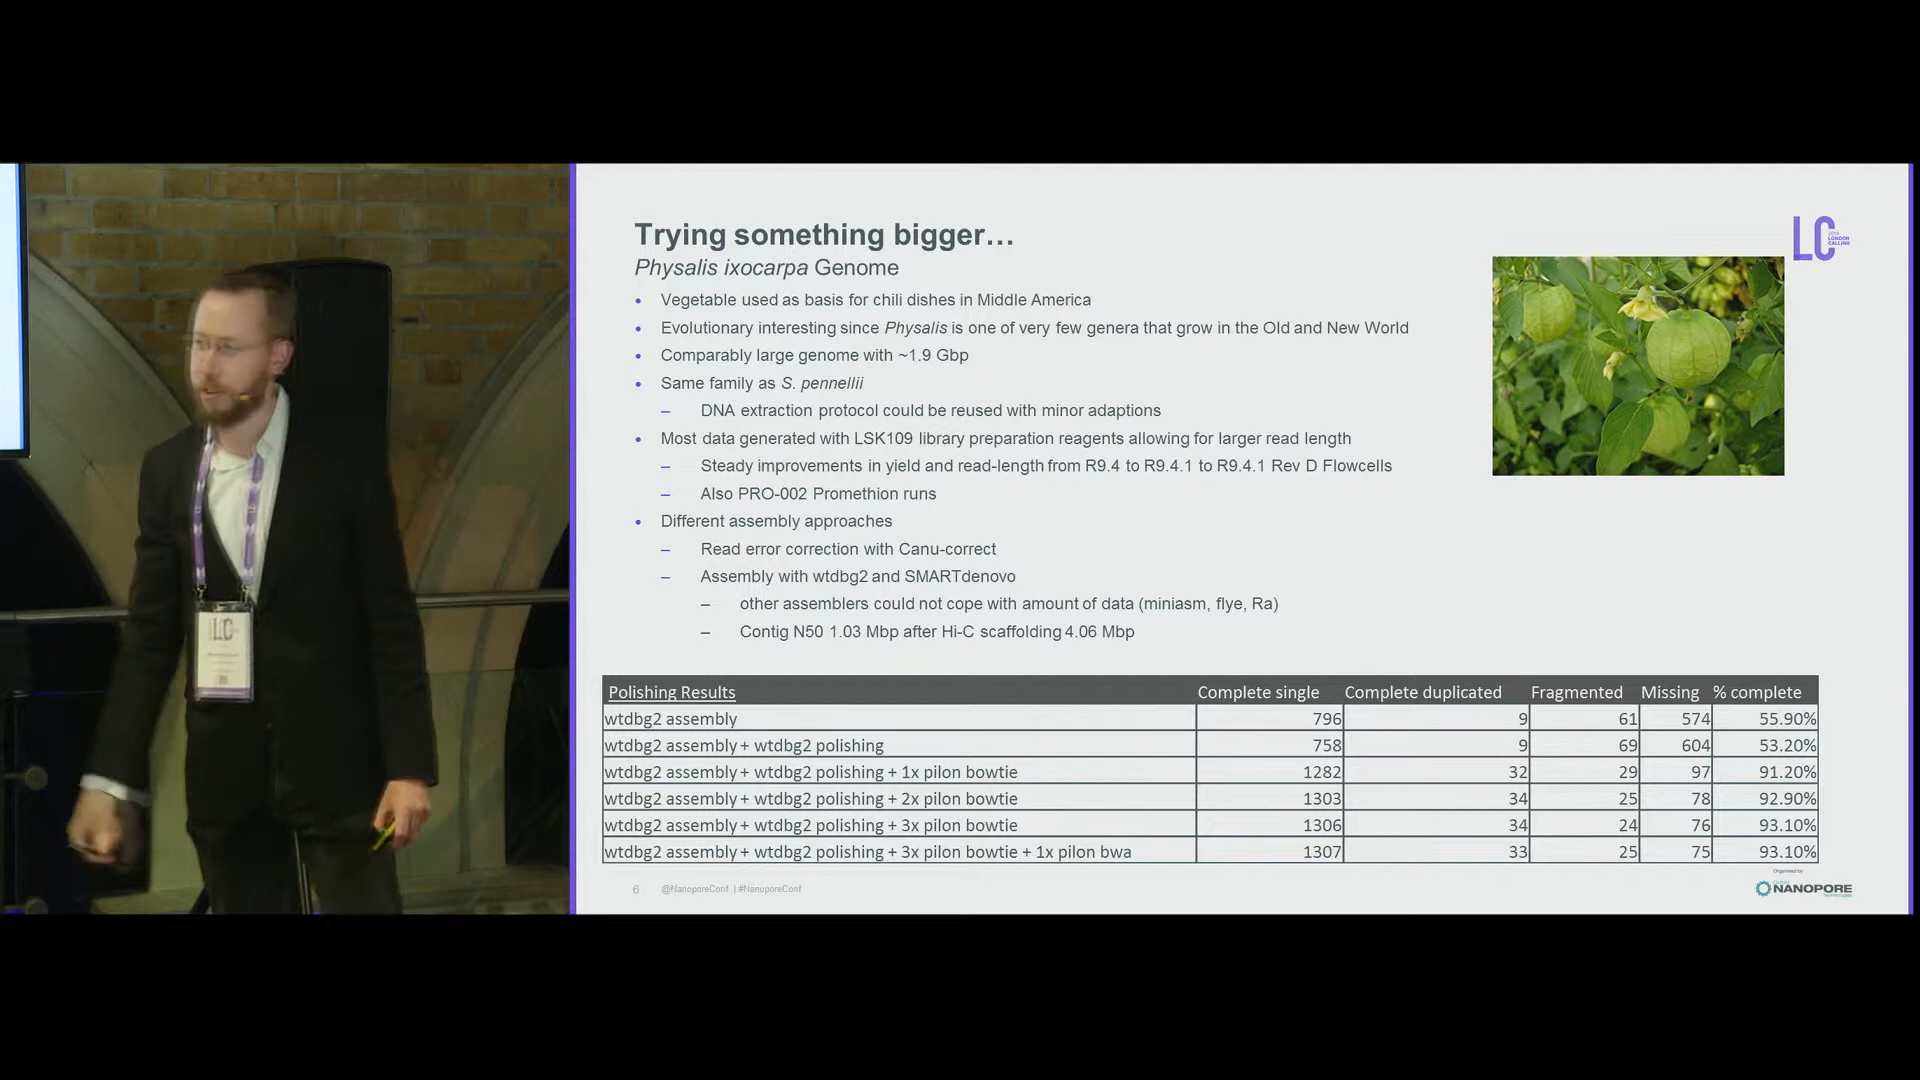 Trying something bigger…
Physalis ixocarpa Genome
• Vegetable used as basis for chili dishes in Middle America
• Evolutionary interesting since Physalis is one of very few genera that grow in the Old and New World
• Comparably large genome with ~1.9 Gbp
• Same family as S. pennellii
– DNA extraction protocol could be reused with minor adaptions
• Most data generated with LSK109 library preparation reagents allowing for larger read length
– Steady improvements in yield and read-length from R9.4 to R9.4.1 to R9.4.1 Rev D Flowcells
– Also PRO-002 Promethion runs
• Different assembly approaches
– Read error correction with Canu-correct
– Assembly with wtdbg2 and SMARTdenovo
– other assemblers could not cope with amount of data (miniasm, flye, Ra)
– Contig N50 1.03 Mbp after Hi-C scaffolding 4.06 Mbp
LC
LONDON
CALLING
Polishing Results Complete single Complete duplicated Fragmented Missing % complete
wtdbg2 assembly 796 9 61 574 55.90%
wtdbg2 assembly + wtdbg2 polishing 758 9 69 604 53.20%
wtdbg2 assembly + wtdbg2 polishing + 1x pilon bowtie 1282 32 29 97 91.20%
wtdbg2 assembly + wtdbg2 polishing + 2x pilon bowtie 1303 34 25 78 92.90%
wtdbg2 assembly + wtdbg2 polishing + 3x pilon bowtie 1306 34 24 76 93.10%
wtdbg2 assembly + wtdbg2 polishing + 3x pilon bowtie + 1x pilon bwa 1307 33 25 75 93.10%
6 @NanoporeConf | #NanoporeConf
Organised by
NANOPORE
LC